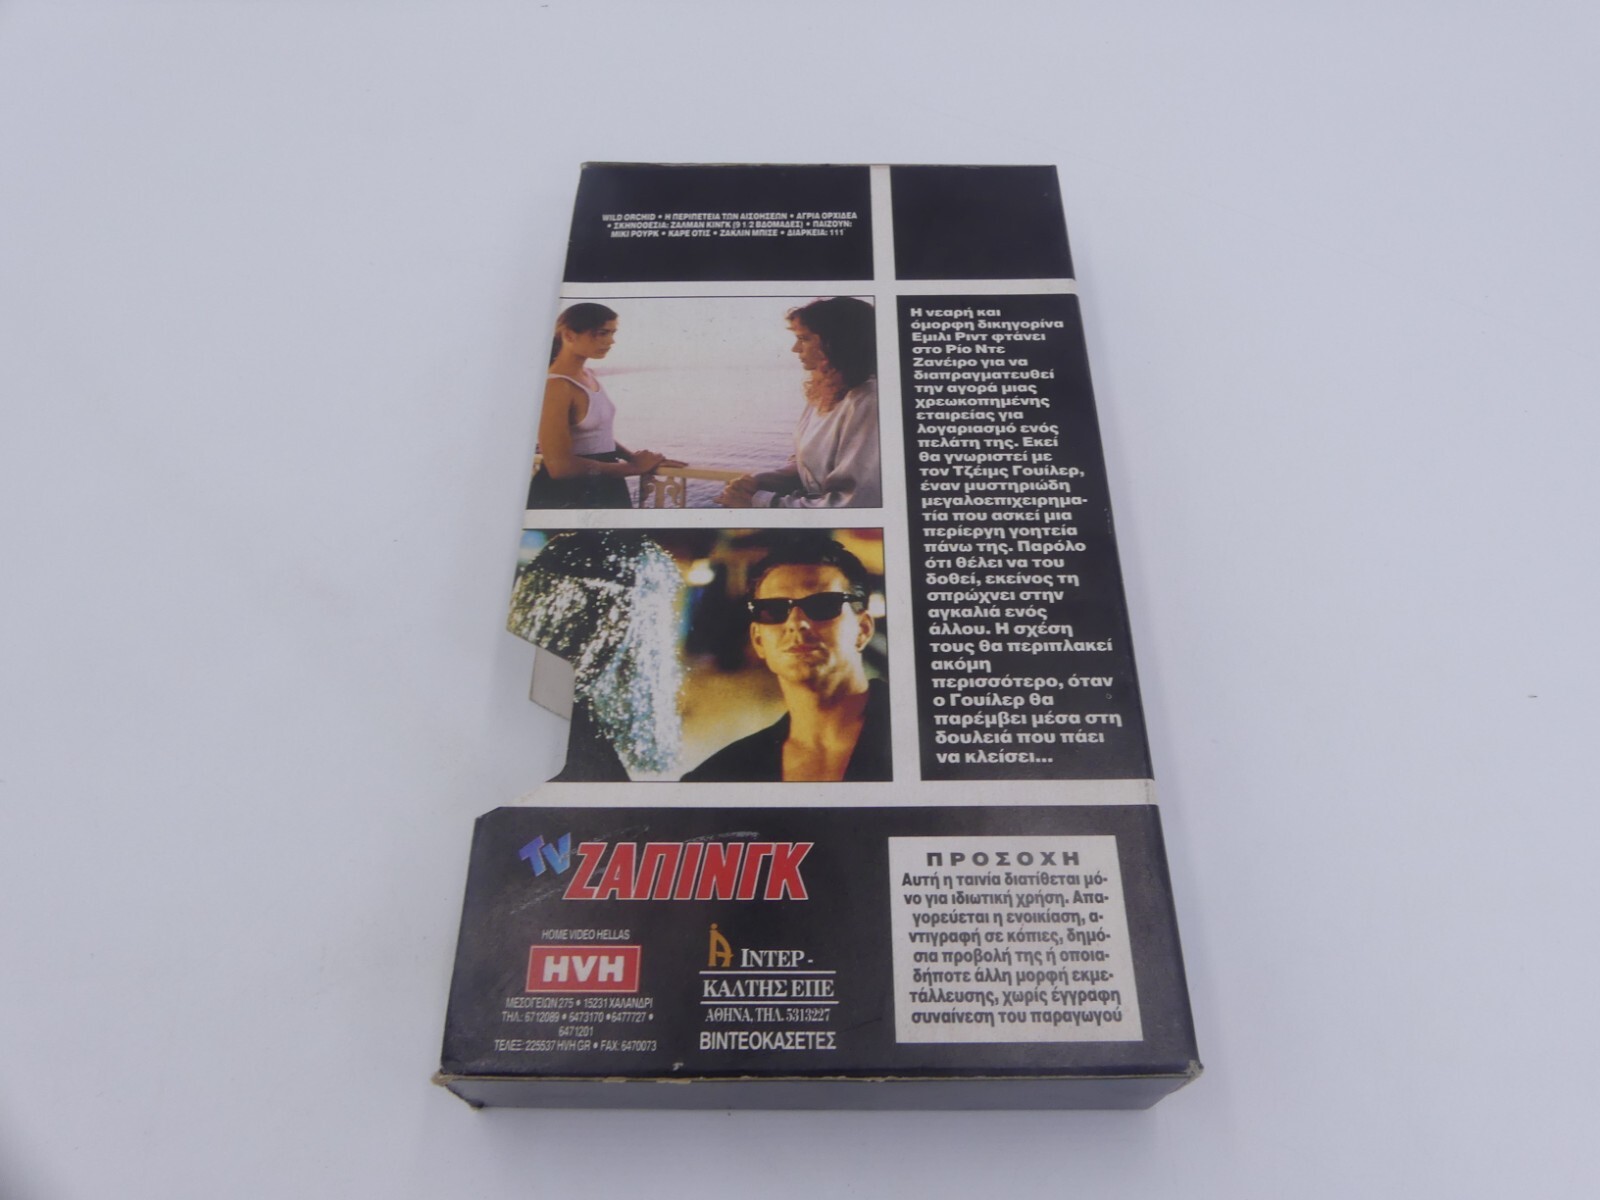 WILD ORCHID • Η ΠΕΡΙΠΕΤΕΙΑ ΤΩΝ ΑΙΣΘΗΣΕΩΝ • ΑΓΡΙΑ ΟΡΧΙΔΕΑ
• ΣΚΗΝΟΘΕΣΙΑ: ΖΑΛΜΑΝ ΚΙΝΓΚ (9 1/2 ΒΔΟΜΑΔΕΣ) • ΠΑΙΖΟΥΝ:
ΜΙΚΙ ΡΟΥΡΚ • ΚΑΡΕ ΟΤΙΣ • ΖΑΚΛΙΝ ΜΠΙΣΕ • ΔΙΑΡΚΕΙΑ: 111'
Η νεαρή και
όμορφη δικηγορίνα
Εμιλι Ριντ φτάνει
στο Ρίο Ντε
Ζανέιρο για να
διαπραγματευθεί
την αγορά μιας
χρεωκοπημένης
εταιρείας για
λογαριασμό ενός
πελάτη της. Εκεί
θα γνωριστεί με
τον Τζέιμς Γουίλερ,
έναν μυστηριώδη
μεγαλοεπιχειρημα-
τία που ασκεί μια
περίεργη γοητεία
πάνω της. Παρόλο
ότι θέλει να του
δοθεί, εκείνος τη
σπρώχνει στην
αγκαλιά ενός
άλλου. Η σχέση
τους θα περιπλακεί
ακόμη
περισσότερο, όταν
ο Γουίλερ θα
παρέμβει μέσα στη
δουλειά που πάει
να κλείσει...
TV ΖΑΠΙΝΓΚ
HOME VIDEO HELLAS
HVH
ΜΕΣΟΓΕΙΩΝ 275 • 15231 ΧΑΛΑΝΔΡΙ
ΤΗΛ.: 6712089 • 6473170 • 6477727 •
6471201
ΤΕΛΕΞ: 225537 HVH GR • FAX: 6470073
ΙΝΤΕΡ -
ΚΑΛΤΗΣ ΕΠΕ
ΑΘΗΝΑ, ΤΗΛ. 5313227
ΒΙΝΤΕΟΚΑΣΕΤΕΣ
ΠΡΟΣΟΧΗ
Αυτή η ταινία διατίθεται μό-
νο για ιδιωτική χρήση. Απα-
γορεύεται η ενοικίαση, α-
ντιγραφή σε κόπιες, δημό-
σια προβολή της ή οποια-
δήποτε άλλη μορφή εκμε-
τάλλευσης, χωρίς έγγραφη
συναίνεση του παραγωγού